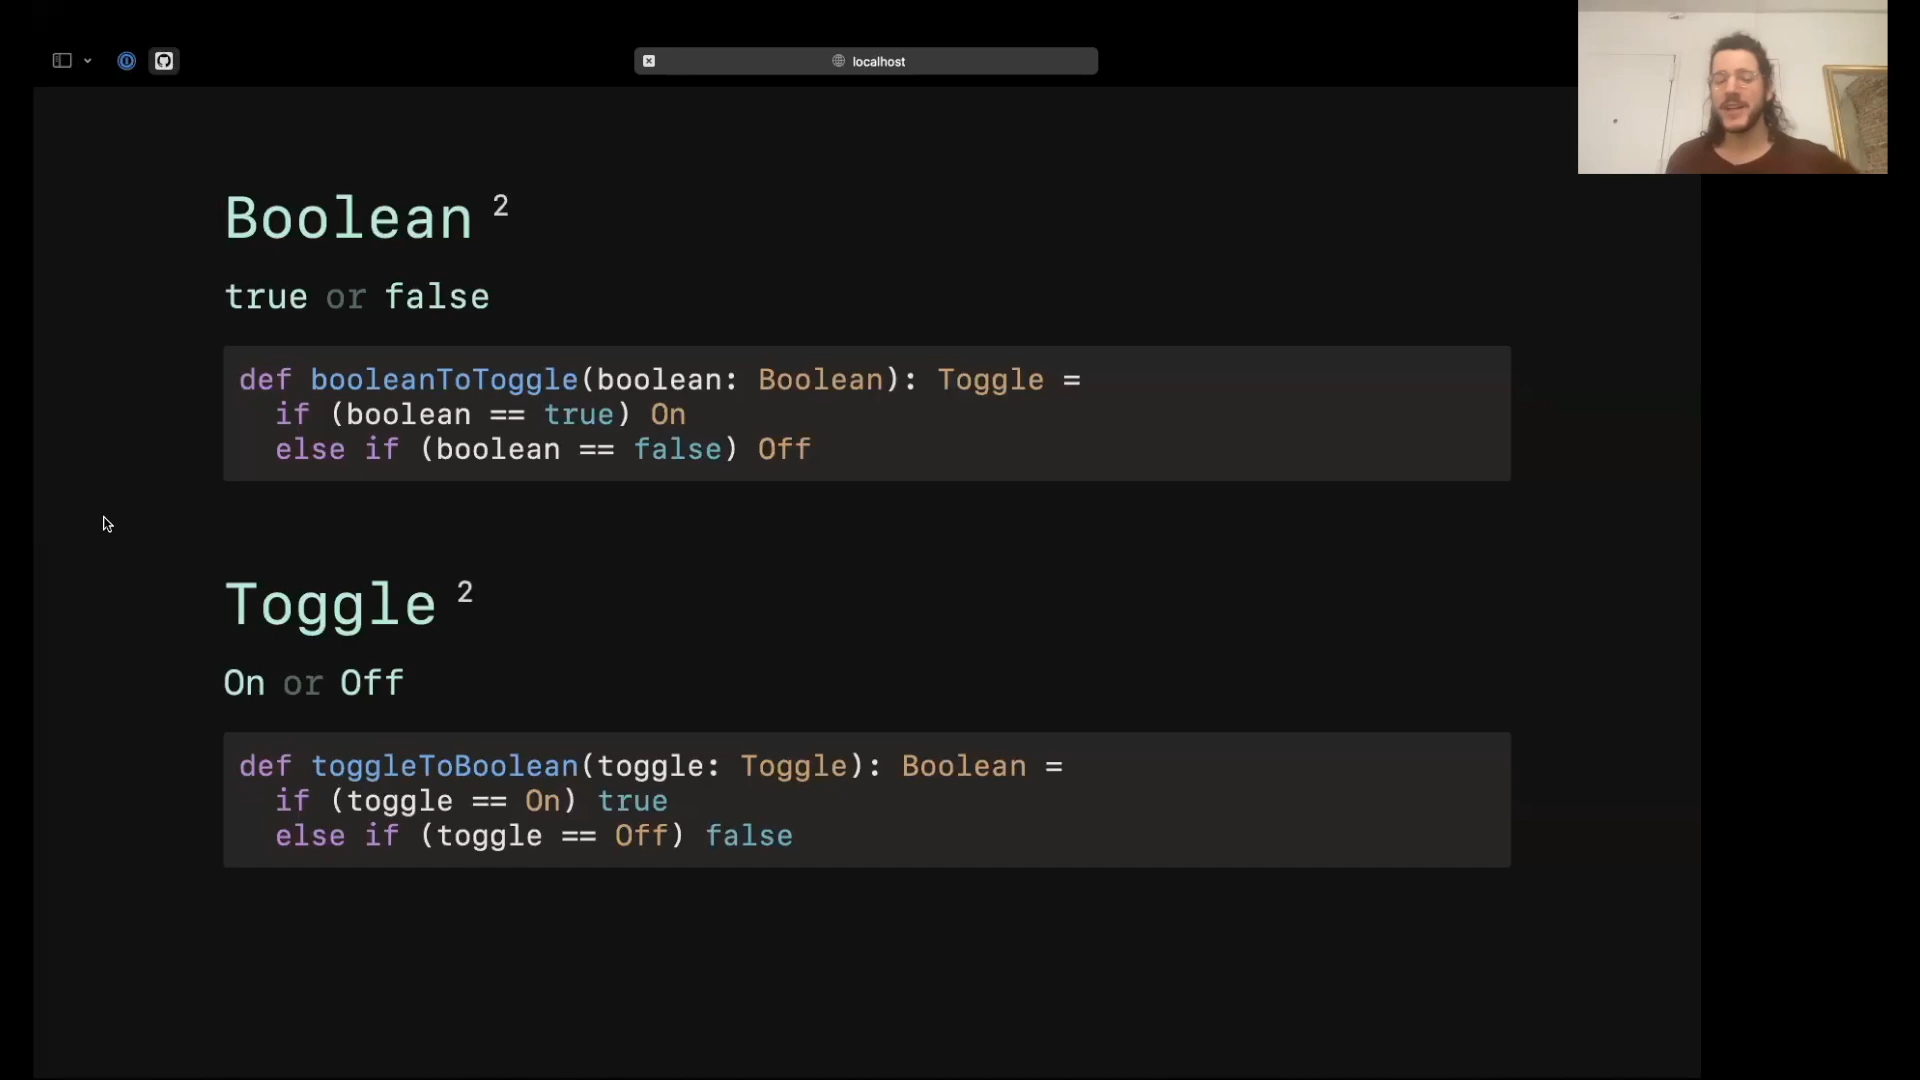 localhost
Boolean 2
true or false
def booleanToToggle(boolean: Boolean): Toggle =
  if (boolean == true) On
  else if (boolean == false) Off
Toggle 2
On or Off
def toggleToBoolean(toggle: Toggle): Boolean =
  if (toggle == On) true
  else if (toggle == Off) false